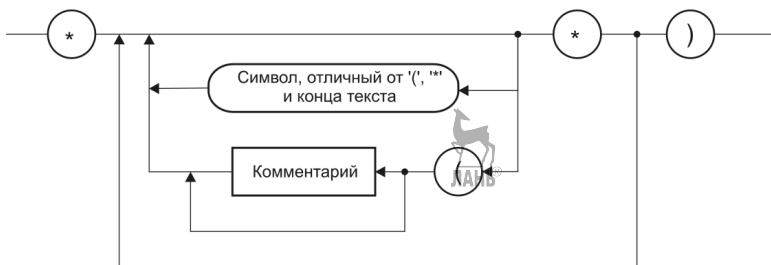 *
*
)
Символ, отличный от '(', '*'
и конца текста
Комментарий
(
ЛАНЬ®